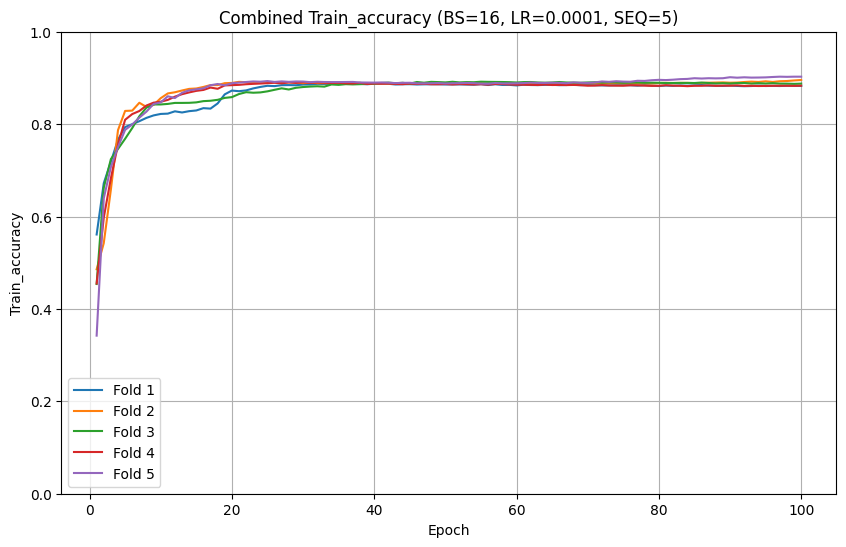 Combined Train_accuracy (BS=16, LR=0.0001, SEQ=5)
1.0
0.8
0.6
0.4
0.2
0.0
Train_accuracy
Fold 1
Fold 2
Fold 3
Fold 4
Fold 5
0 20 40 60 80 100
Epoch